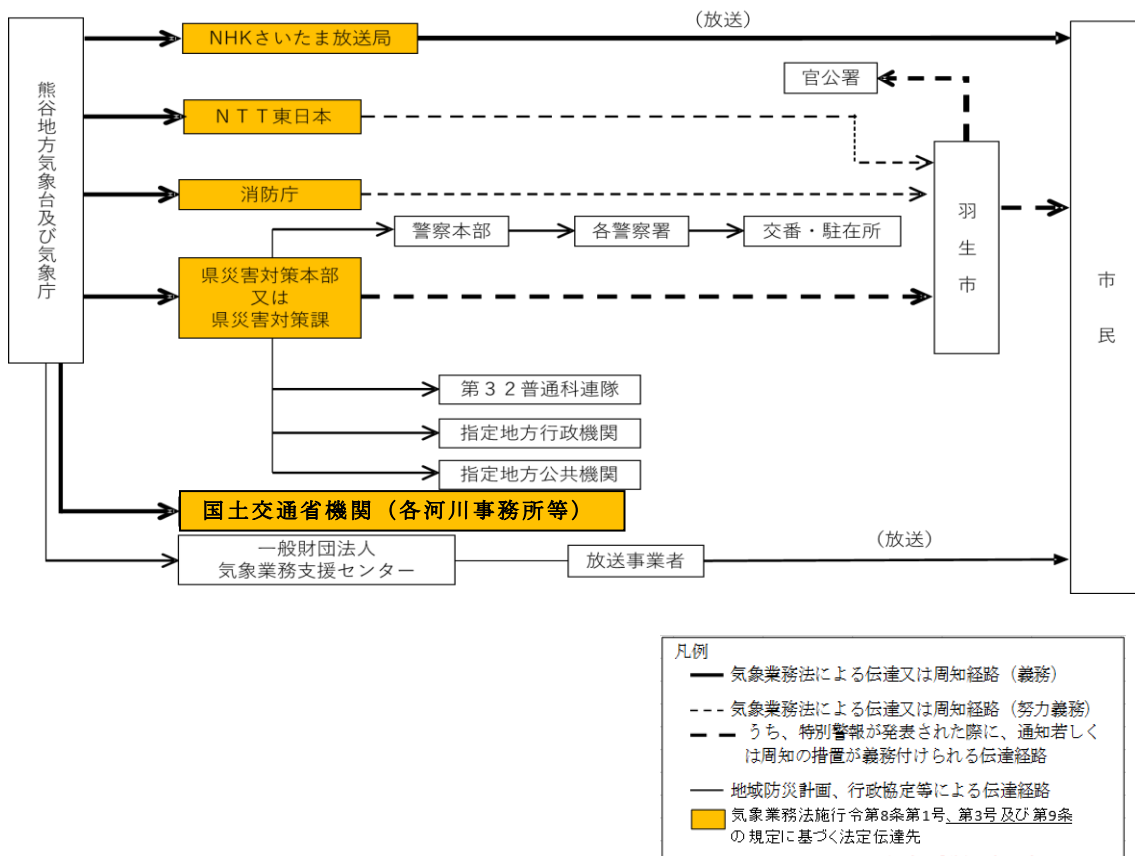 （放送）
NHKさいたま放送局
官公署
熊谷地方気象台及び気象庁
ＮＴＴ東日本
消防庁
羽生市
警察本部
各警察署
交番・駐在所
県災害対策本部
又は
県災害対策課
市民
第３２普通科連隊
指定地方行政機関
指定地方公共機関
国土交通省機関（各河川事務所等）
一般財団法人
気象業務支援センター
放送事業者
（放送）
凡例
気象業務法による伝達又は周知経路（義務）
気象業務法による伝達又は周知経路（努力義務）
うち、特別警報が発表された際に、通知若しく
は周知の措置が義務付けられる伝達経路
地域防災計画、行政協定等による伝達経路
気象業務法施行令第8条第1号、第3号及び第9条
の規定に基づく法定伝達先